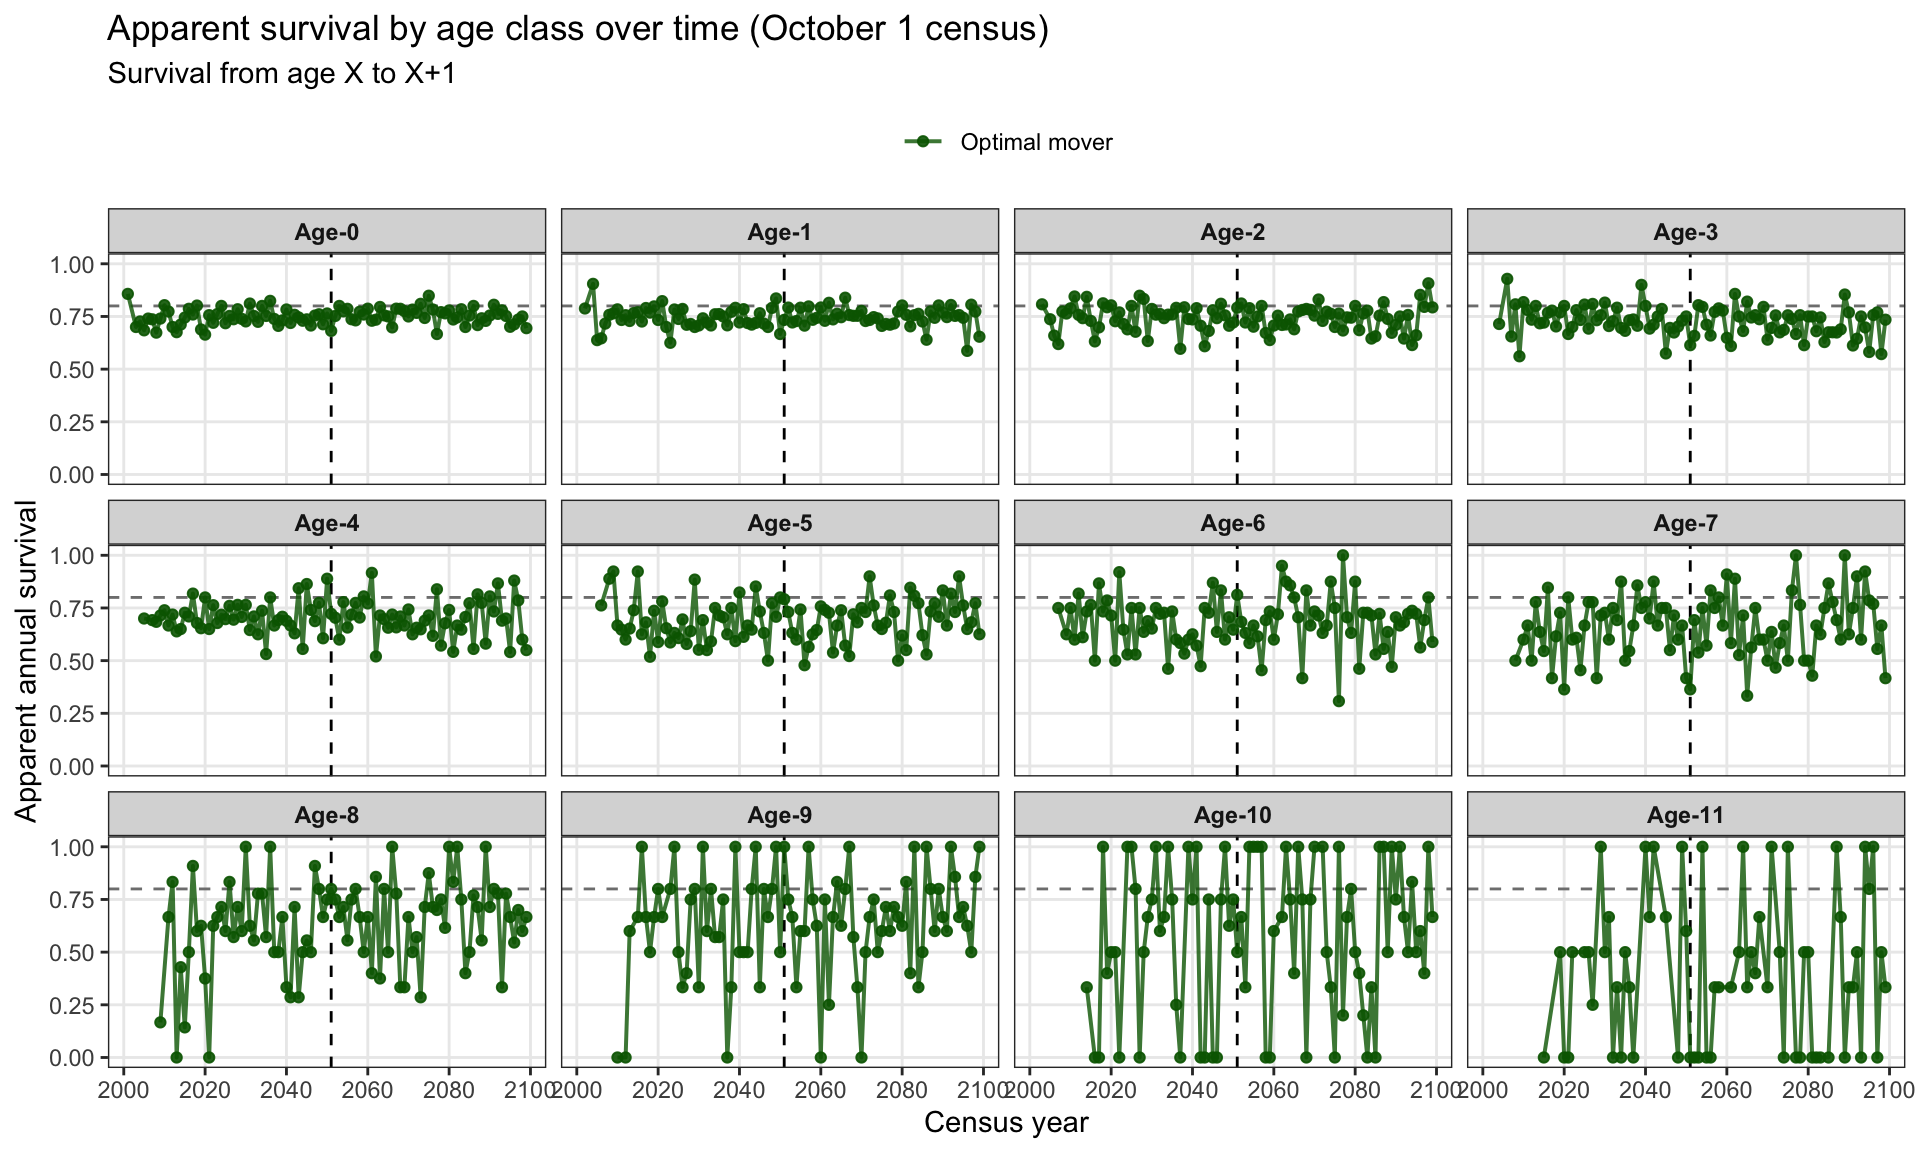 Apparent survival by age class over time (October 1 census)
Survival from age X to X+1
Optimal mover
Age-0 Age-1 Age-2 Age-3
1.00
0.75
0.50
0.25
0.00
Age-4 Age-5 Age-6 Age-7
1.00
0.75
0.50
0.25
0.00
Age-8 Age-9 Age-10 Age-11
1.00
0.75
0.50
0.25
0.00
2000 2020 2040 2060 2080 2100 2000 2020 2040 2060 2080 2100 2000 2020 2040 2060 2080 2100 2000 2020 2040 2060 2080 2100
Census year
Apparent annual survival